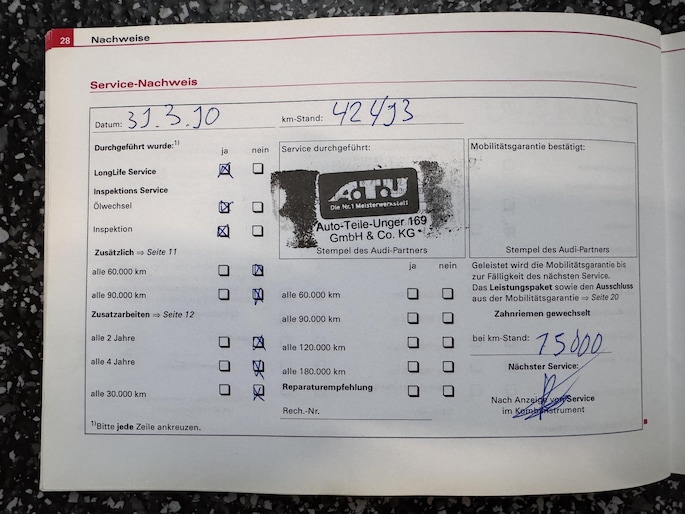 28 Nachweise
Service-Nachweis
Datum: 31.3.10 km-Stand: 42493
Durchgeführt wurde:1) ja nein
LongLife Service
Inspektions Service
Ölwechsel
Inspektion
Zusätzlich ⇒ Seite 11
alle 60.000 km
alle 90.000 km
Zusatzarbeiten ⇒ Seite 12
alle 2 Jahre
alle 4 Jahre
alle 30.000 km
1)Bitte jede Zeile ankreuzen.
Service durchgeführt:
A.T.U
Die Nr.1 Meisterwerkstatt
Auto-Teile-Unger 169
GmbH & Co. KG
Stempel des Audi-Partners
ja nein
alle 60.000 km
alle 90.000 km
alle 120.000 km
alle 180.000 km
Reparaturempfehlung
Rech.-Nr.
Mobilitätsgarantie bestätigt:
Stempel des Audi-Partners
Geleistet wird die Mobilitätsgarantie bis
zur Fälligkeit des nächsten Service.
Das Leistungspaket sowie den Ausschluss
aus der Mobilitätsgarantie ⇒ Seite 20
Zahnriemen gewechselt
bei km-Stand: 15000
Nächster Service:
Nach Anzeige von Service
im Kombiinstrument